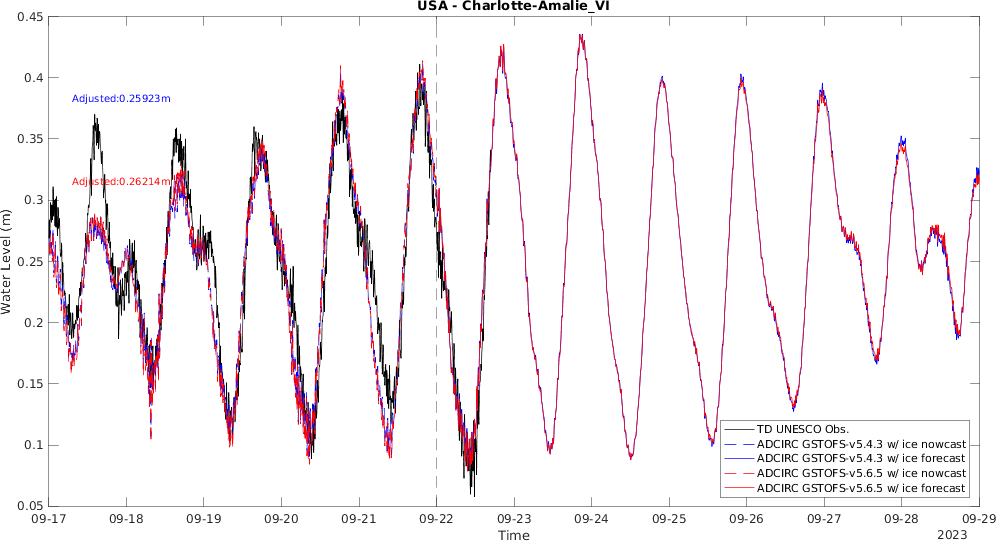 USA - Charlotte-Amalie_VI
0.45
0.4
0.35
0.3
0.25
0.2
0.15
0.1
0.05
Water Level (m)
Adjusted:0.25923m
Adjusted:0.26214m
TD UNESCO Obs.
ADCIRC GSTOFS-v5.4.3 w/ ice nowcast
ADCIRC GSTOFS-v5.4.3 w/ ice forecast
ADCIRC GSTOFS-v5.6.5 w/ ice nowcast
ADCIRC GSTOFS-v5.6.5 w/ ice forecast
09-17 09-18 09-19 09-20 09-21 09-22 09-23 09-24 09-25 09-26 09-27 09-28 09-29
Time
2023